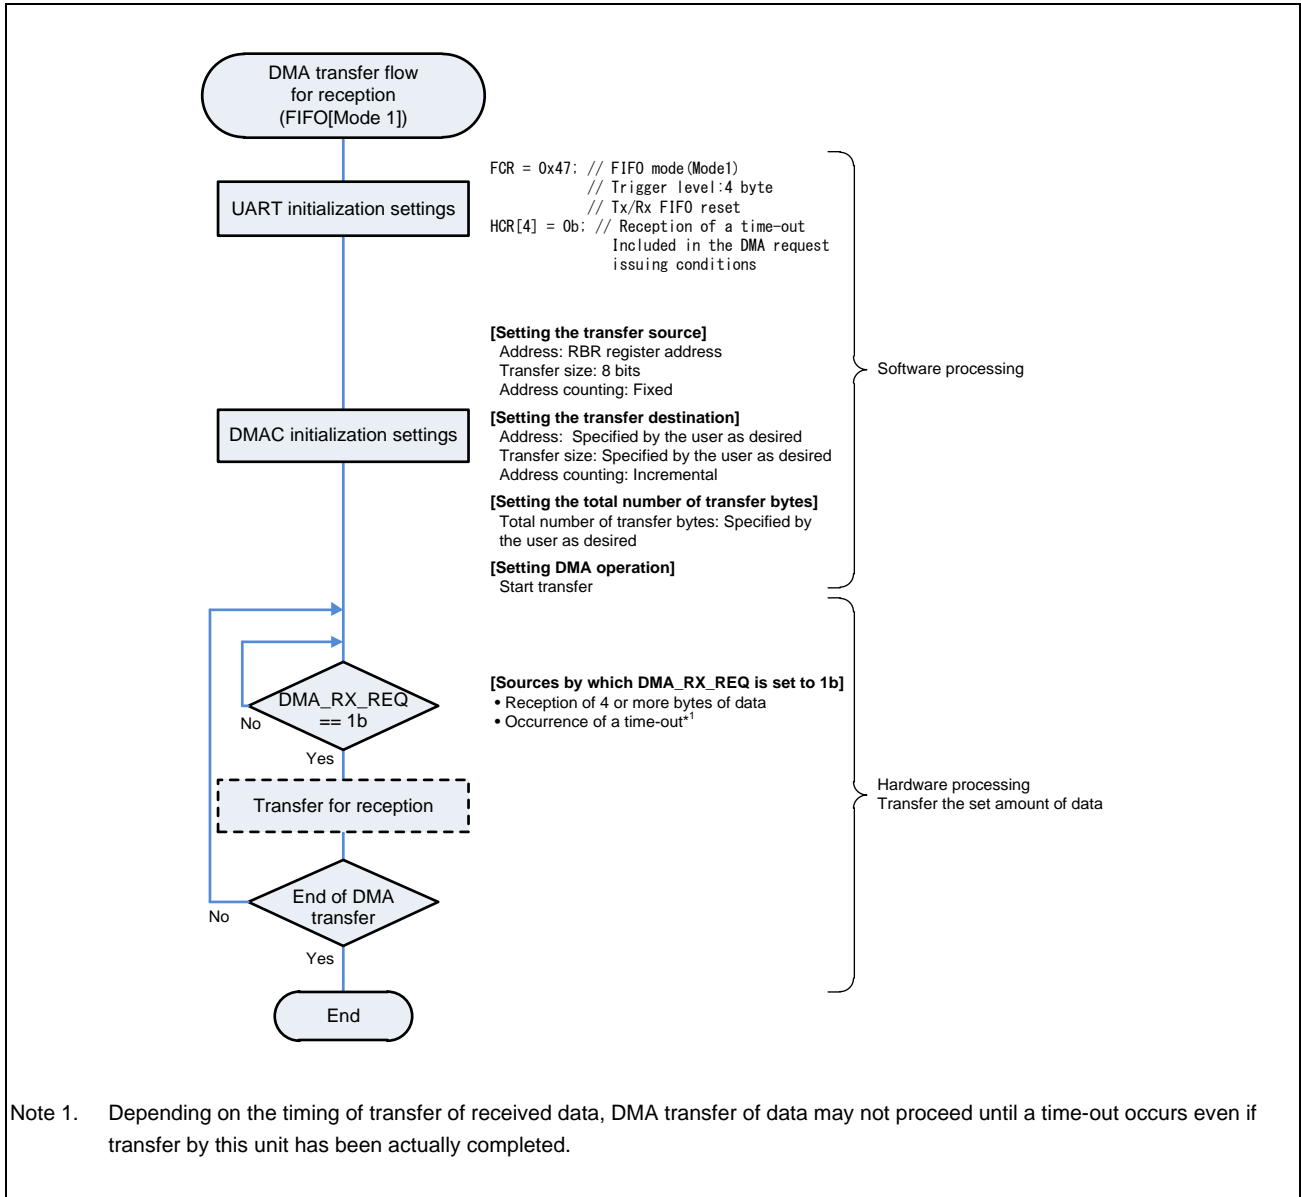 DMA transfer flow
for reception
(FIFO[Mode 1])
UART initialization settings
FCR = 0x47; // FIFO mode(Mode1)
// Trigger level:4 byte
// Tx/Rx FIFO reset
HCR[4] = 0b; // Reception of a time-out
Included in the DMA request
issuing conditions
[Setting the transfer source]
Address: RBR register address
Transfer size: 8 bits
Address counting: Fixed
Software processing
DMAC initialization settings
[Setting the transfer destination]
Address: Specified by the user as desired
Transfer size: Specified by the user as desired
Address counting: Incremental
[Setting the total number of transfer bytes]
Total number of transfer bytes: Specified by
the user as desired
[Setting DMA operation]
Start transfer
DMA_RX_REQ
== 1b
No
Yes
[Sources by which DMA_RX_REQ is set to 1b]
• Reception of 4 or more bytes of data
• Occurrence of a time-out*1
Transfer for reception
Hardware processing
Transfer the set amount of data
End of DMA
transfer
No
Yes
End
Note 1. Depending on the timing of transfer of received data, DMA transfer of data may not proceed until a time-out occurs even if
transfer by this unit has been actually completed.